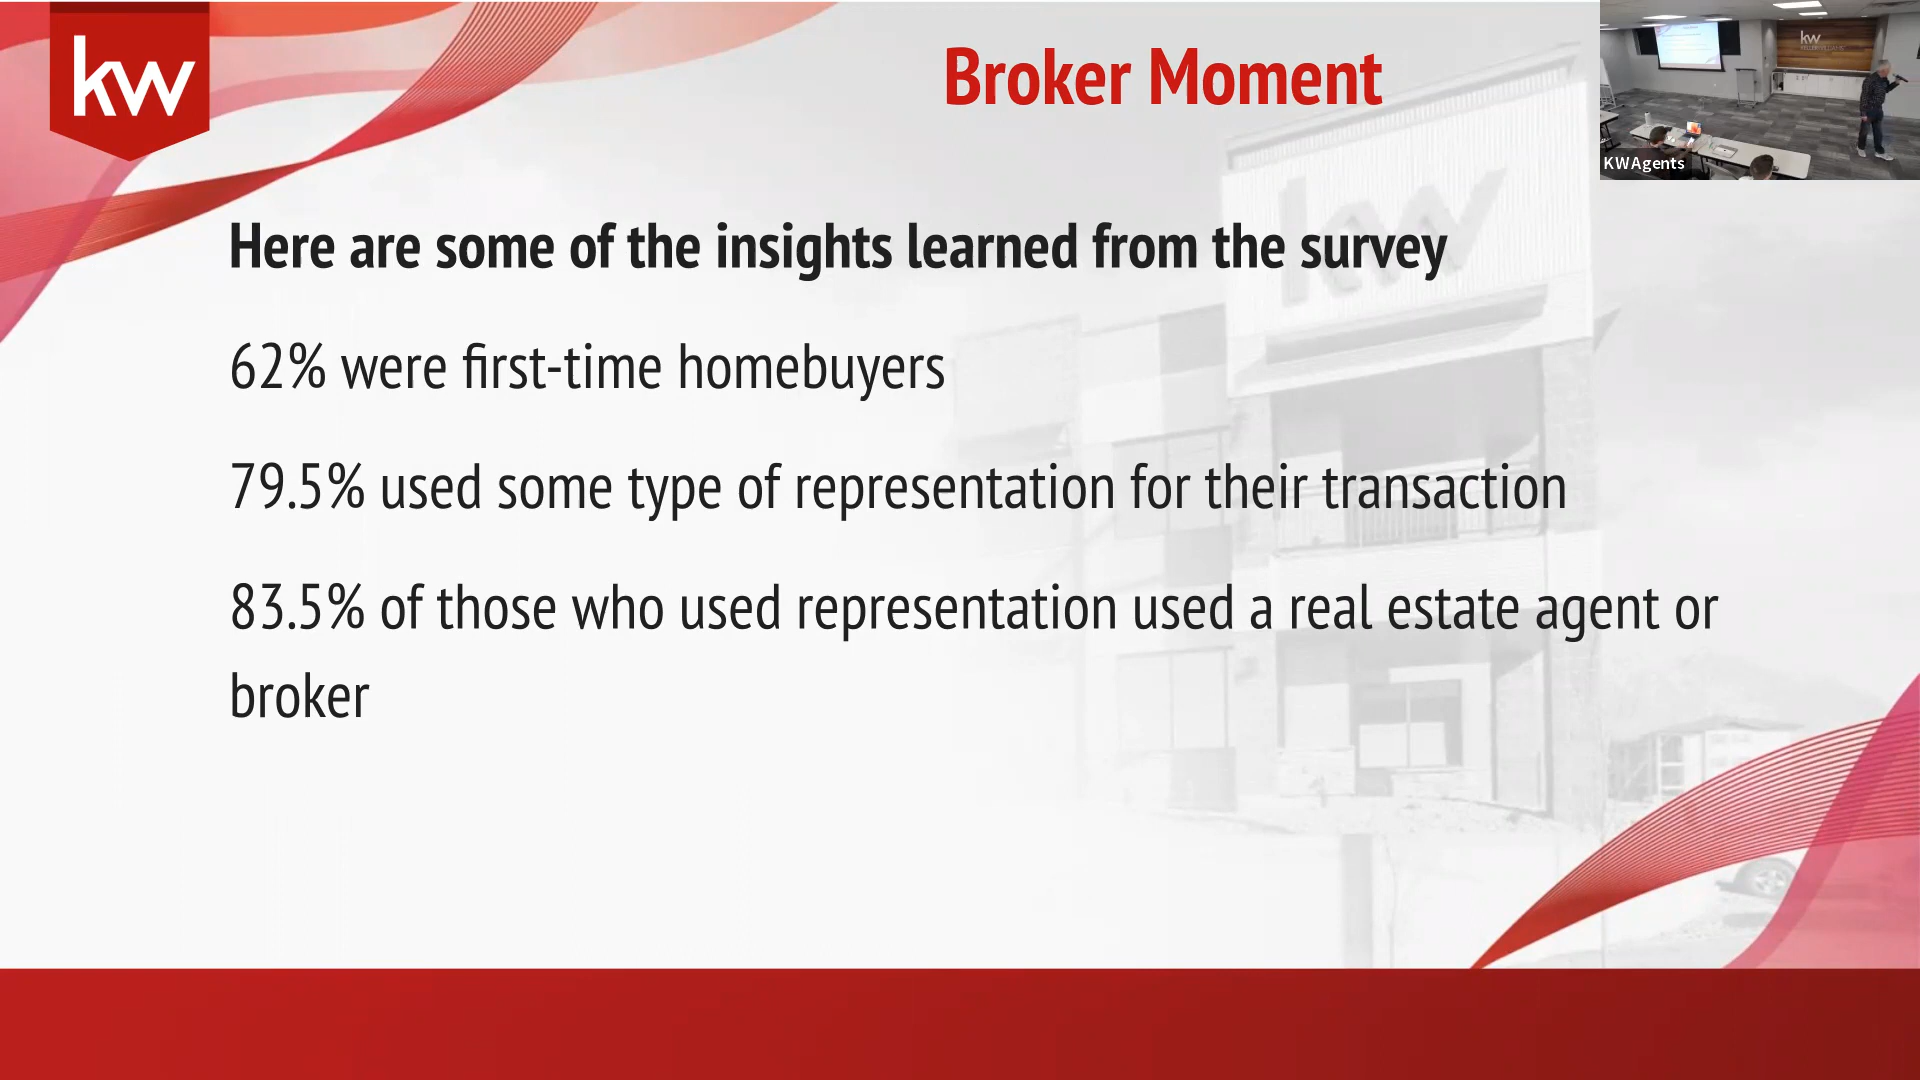 kw
Broker Moment
kw
KWAgents
Here are some of the insights learned from the survey
62% were first-time homebuyers
79.5% used some type of representation for their transaction
83.5% of those who used representation used a real estate agent or
broker
kw